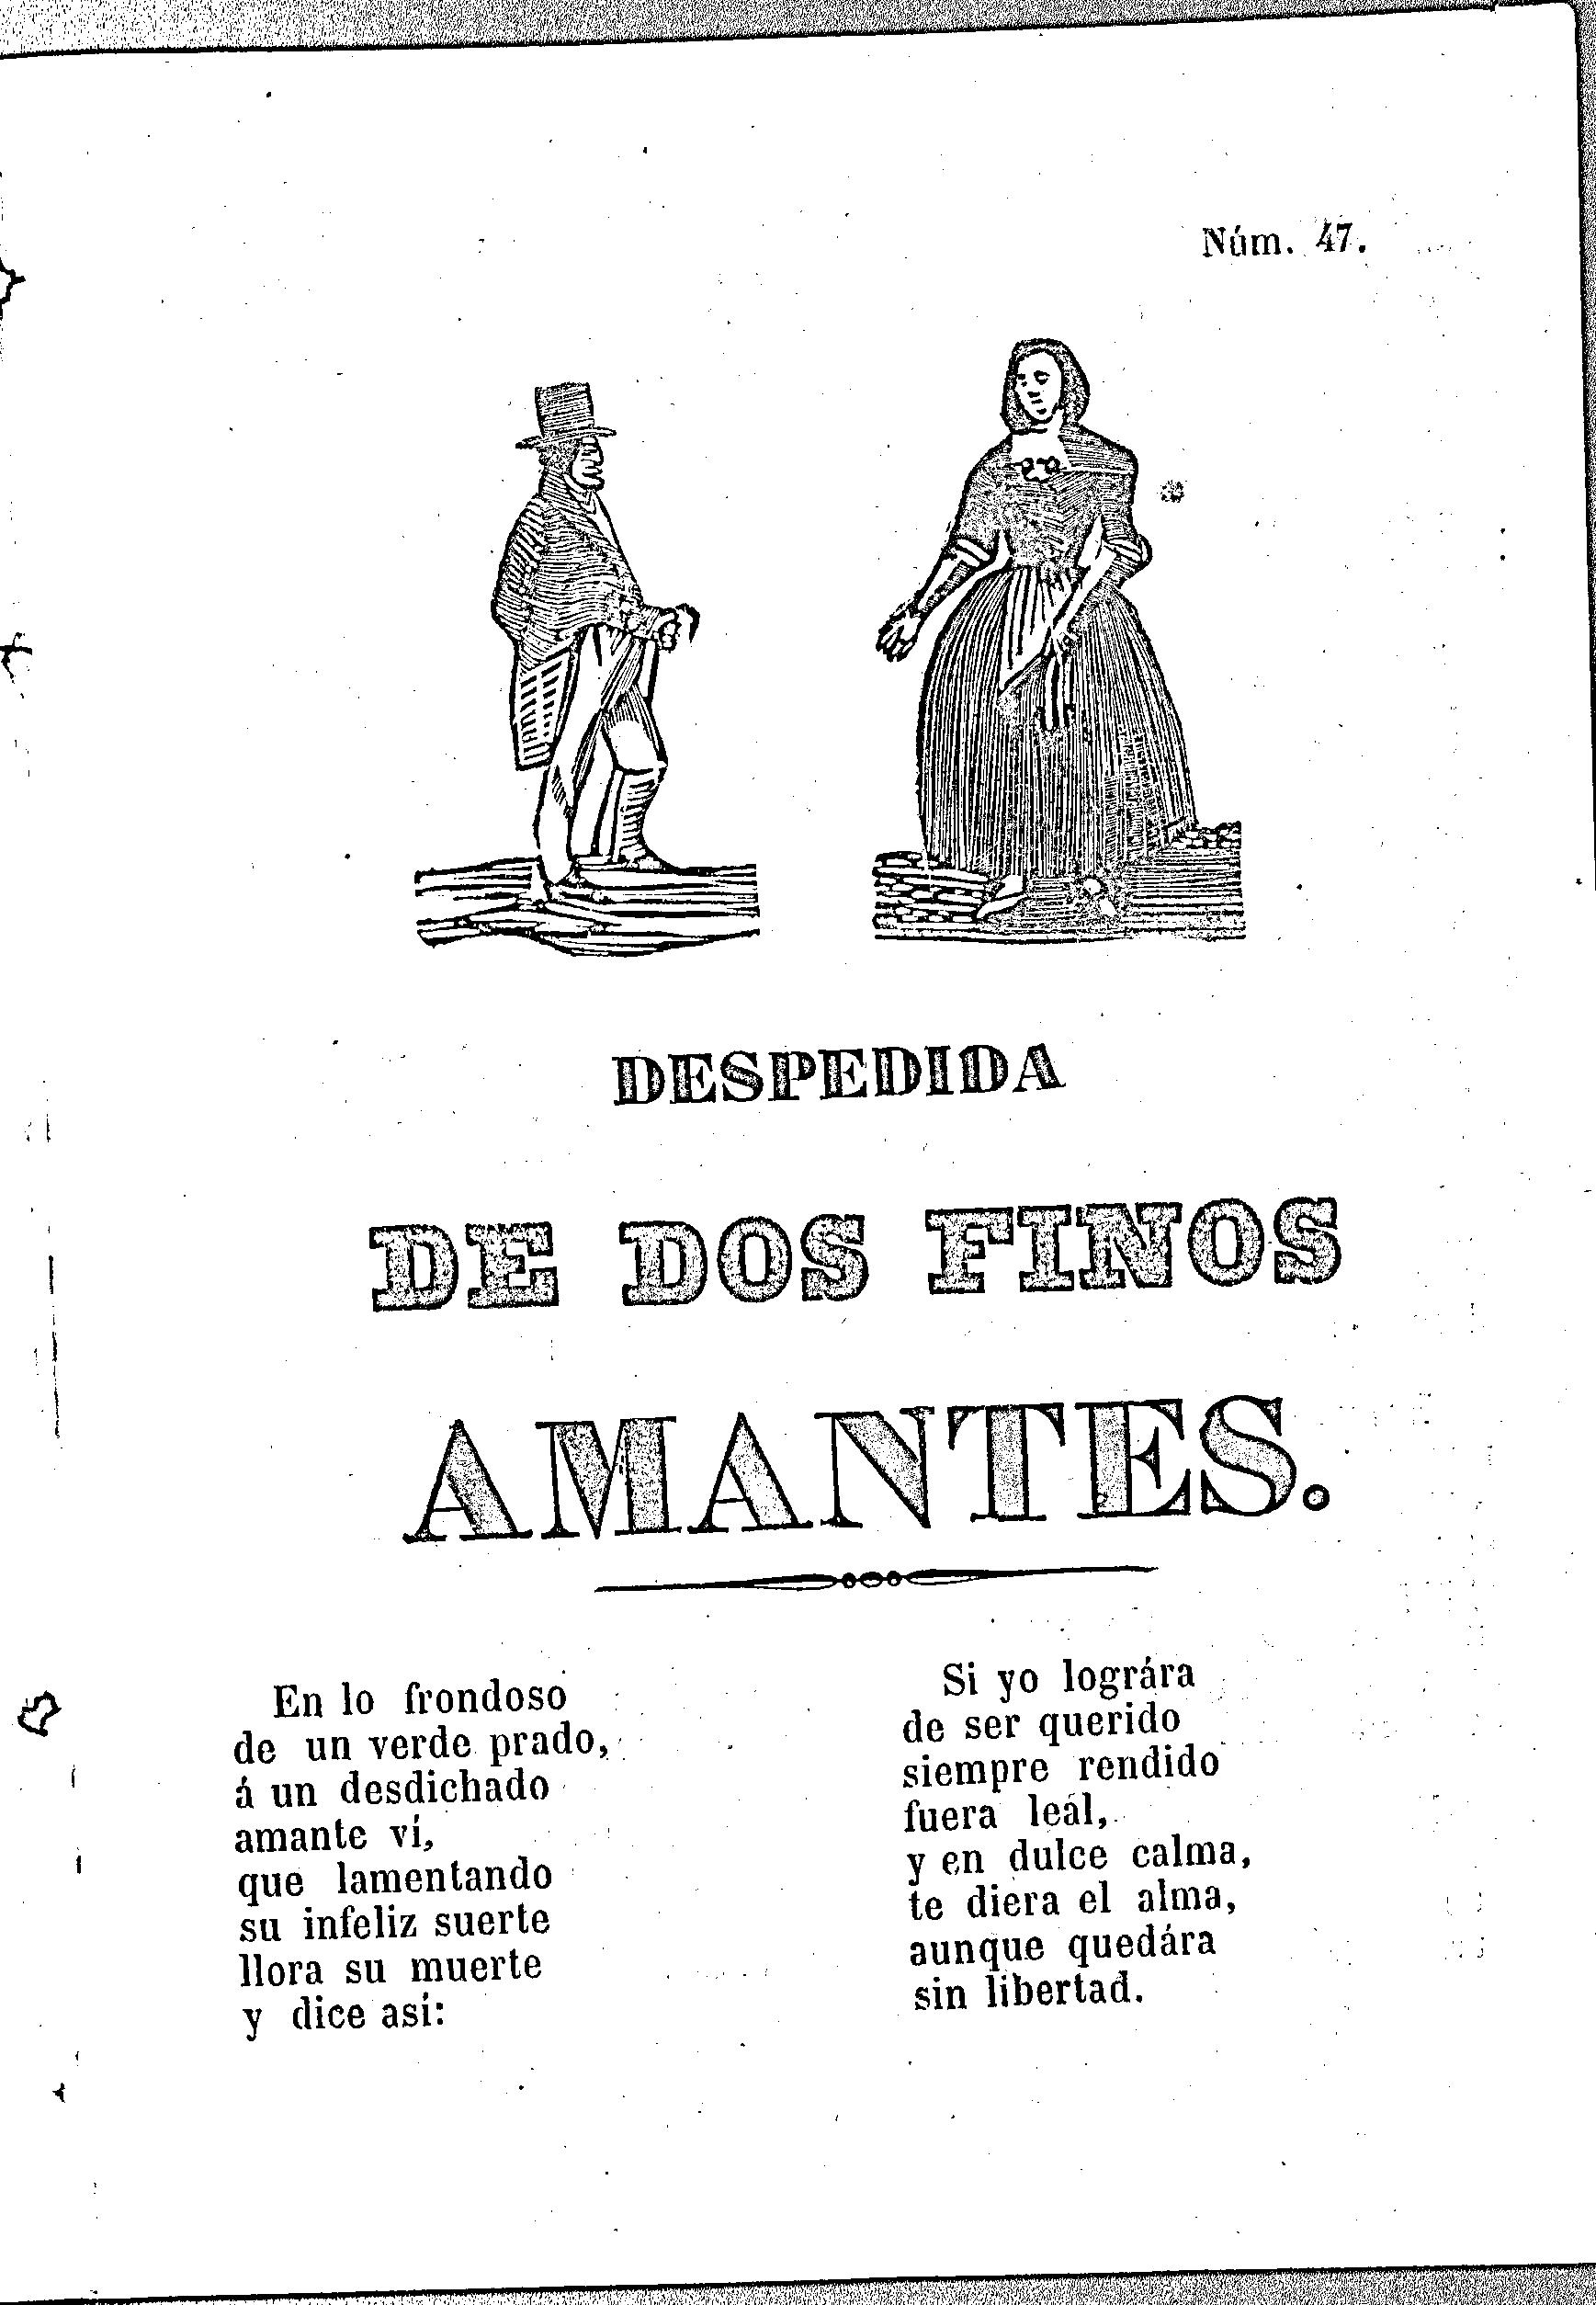 Núm. 47.
DESPEDIDA
DE DOS FINOS
AMANTES.
En lo frondoso
de un verde prado,
á un desdichado
amante ví,
que lamentando
su infeliz suerte
llora su muerte
y dice así:
Si yo lográra
de ser querido
siempre rendido
fuera leal,
y en dulce calma,
te diera el alma,
aunque quedára
sin libertad.